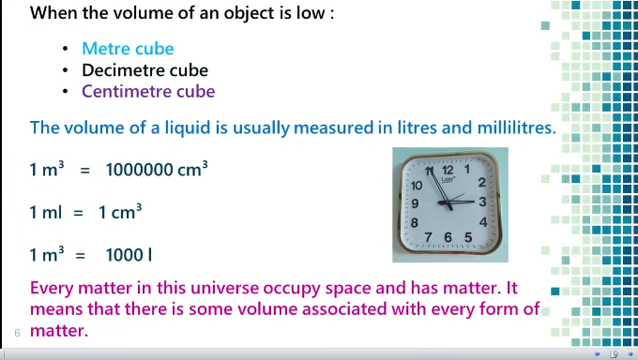 When the volume of an object is low :
• Metre cube
• Decimetre cube
• Centimetre cube
The volume of a liquid is usually measured in litres and millilitres.
1 m³ = 1000000 cm³
1 ml = 1 cm³
1 m³ = 1000 l
11 12 1
10 2
9 3
8 4
7 6 5
Every matter in this universe occupy space and has matter. It
means that there is some volume associated with every form of
6 matter.